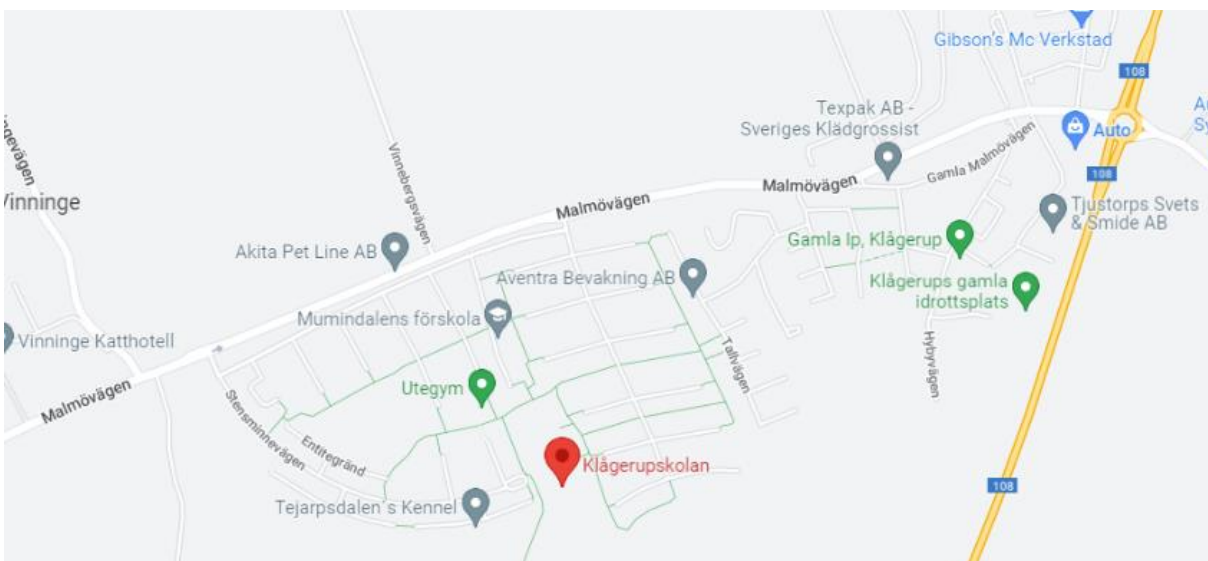 Gibson's Mc Verkstad
108
Texpak AB -
Sveriges Klädgrossist
Auto
Gamla Malmövägen
108
Vinnebergsvägen
Malmövägen
Malmövägen
Tjustorps Svets
& Smide AB
Gamla Ip, Klågerup
Akita Pet Line AB
Aventra Bevakning AB
Klågerups gamla
idrottsplats
Mumindalens förskola
Vinninge Katthotell
Tallvägen
Hybyvägen
Malmövägen
Utegym
Stensminnevägen
Entitegränd
Klågerupskolan
108
Tejarpsdalen´s Kennel